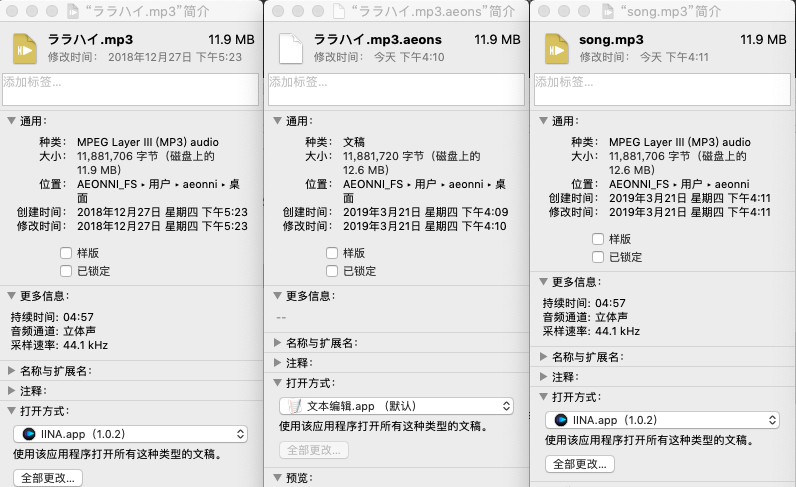 “ララハイ.mp3”简介
ララハイ.mp3 11.9 MB
修改时间： 2018年12月27日 下午5:23
添加标签...
通用：
种类： MPEG Layer III (MP3) audio
大小： 11,881,706 字节（磁盘上的
11.9 MB）
位置： AEONNI_FS ▸ 用户 ▸ aeonni ▸ 桌
面
创建时间： 2018年12月27日 星期四 下午5:23
修改时间： 2018年12月27日 星期四 下午5:23
样版
已锁定
更多信息：
持续时间: 04:57
音频通道: 立体声
采样速率: 44.1 kHz
名称与扩展名：
注释：
打开方式：
IINA.app（1.0.2）
使用该应用程序打开所有这种类型的文稿。
全部更改...
“ララハイ.mp3.aeons”简介
ララハイ.mp3.aeons 11.9 MB
修改时间： 今天 下午4:10
添加标签...
通用：
种类： 文稿
大小： 11,881,720 字节（磁盘上的
12.6 MB）
位置： AEONNI_FS ▸ 用户 ▸ aeonni ▸ 桌
面
创建时间： 2019年3月21日 星期四 下午4:09
修改时间： 2019年3月21日 星期四 下午4:10
样版
已锁定
更多信息：
--
名称与扩展名：
注释：
打开方式：
文本编辑.app （默认）
使用该应用程序打开所有这种类型的文稿。
全部更改...
预览：
“song.mp3”简介
song.mp3 11.9 MB
修改时间： 今天 下午4:11
添加标签...
通用：
种类： MPEG Layer III (MP3) audio
大小： 11,881,706 字节（磁盘上的
12.6 MB）
位置： AEONNI_FS ▸ 用户 ▸ aeonni
创建时间： 2019年3月21日 星期四 下午4:11
修改时间： 2019年3月21日 星期四 下午4:11
样版
已锁定
更多信息：
持续时间: 04:57
音频通道: 立体声
采样速率: 44.1 kHz
名称与扩展名：
注释：
打开方式：
IINA.app（1.0.2）
使用该应用程序打开所有这种类型的文稿。
全部更改...